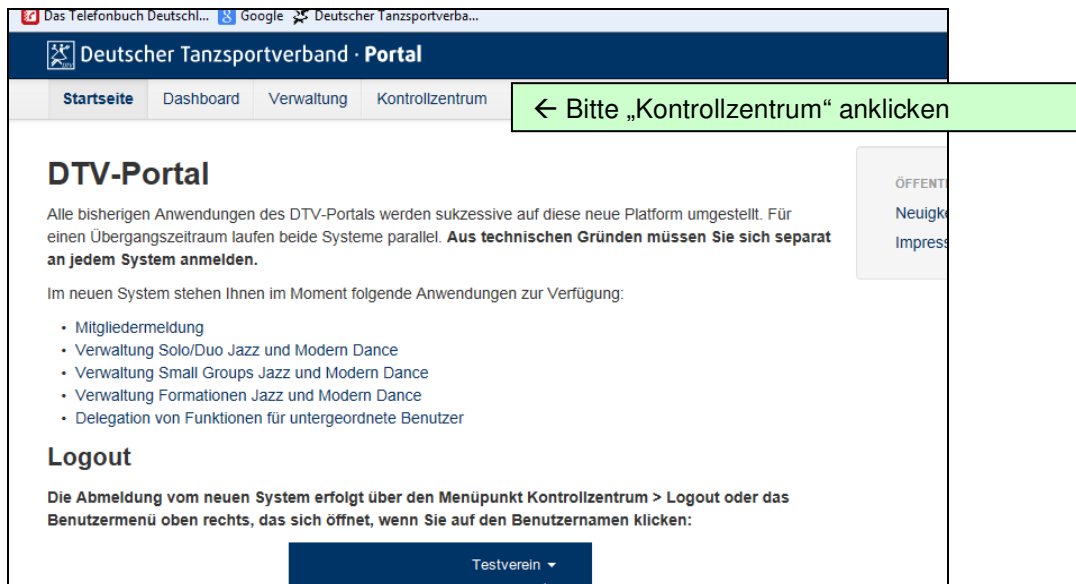 Das Telefonbuch Deutschl... Google Deutscher Tanzsportverba...
Deutscher Tanzsportverband · Portal
Startseite Dashboard Verwaltung Kontrollzentrum
← Bitte „Kontrollzentrum“ anklicken
DTV-Portal
Alle bisherigen Anwendungen des DTV-Portals werden sukzessive auf diese neue Platform umgestellt. Für
einen Übergangszeitraum laufen beide Systeme parallel. Aus technischen Gründen müssen Sie sich separat
an jedem System anmelden.
Im neuen System stehen Ihnen im Moment folgende Anwendungen zur Verfügung:
• Mitgliedermeldung
• Verwaltung Solo/Duo Jazz und Modern Dance
• Verwaltung Small Groups Jazz und Modern Dance
• Verwaltung Formationen Jazz und Modern Dance
• Delegation von Funktionen für untergeordnete Benutzer
Logout
Die Abmeldung vom neuen System erfolgt über den Menüpunkt Kontrollzentrum > Logout oder das
Benutzermenü oben rechts, das sich öffnet, wenn Sie auf den Benutzernamen klicken:
Testverein